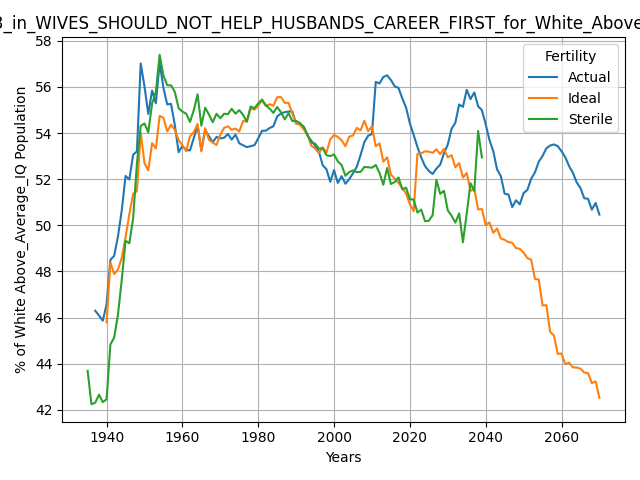 3_in_WIVES_SHOULD_NOT_HELP_HUSBANDS_CAREER_FIRST_for_White_Above
Fertility
Actual
Ideal
Sterile
% of White Above_Average_IQ Population
58
56
54
52
50
48
46
44
42
1940 1960 1980 2000 2020 2040 2060
Years